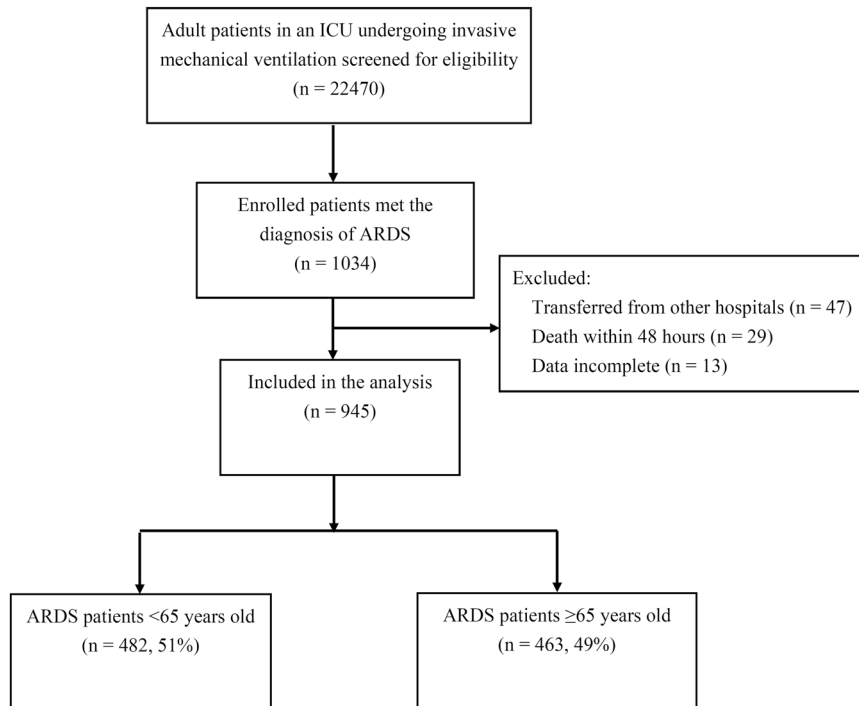 Adult patients in an ICU undergoing invasive
mechanical ventilation screened for eligibility
(n = 22470)
Enrolled patients met the
diagnosis of ARDS
(n = 1034)
Excluded:
Transferred from other hospitals (n = 47)
Death within 48 hours (n = 29)
Data incomplete (n = 13)
Included in the analysis
(n = 945)
ARDS patients <65 years old
(n = 482, 51%)
ARDS patients ≥65 years old
(n = 463, 49%)